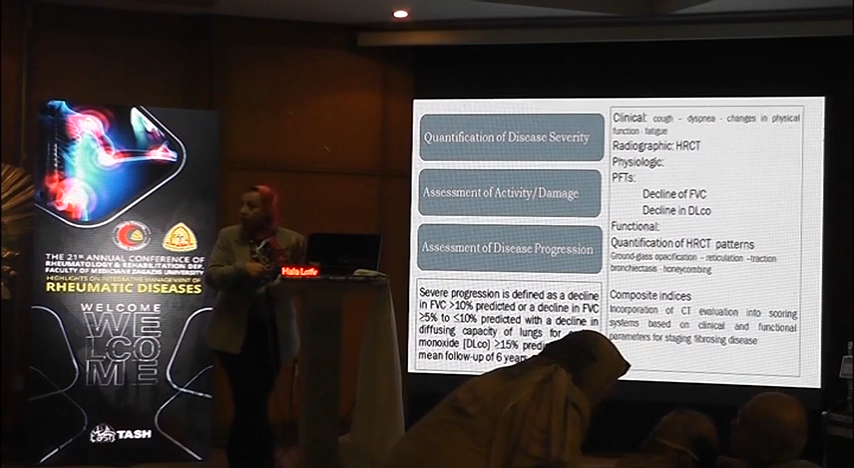 THE 21st ANNUAL CONFERENCE OF
RHEUMATOLOGY & REHABILITATION DEP.
FACULTY OF MEDICIANE ZAGAZIG UNIVERSITY
HIGHLIGHTS ON INTEGRATIVE MANAGEMENT OF
RHEUMATIC DISEASES
WELCOME
WE
LCO
ME
TASH
Hala Lotfy
Quantification of Disease Severity
Assessment of Activity/Damage
Assessment of Disease Progression
Severe progression is defined as a decline
in FVC >10% predicted or a decline in FVC
≥5% to ≤10% predicted with a decline in
diffusing capacity of lungs for
monoxide [DLco) ≥15%
mean follow-up of 6 years
Clinical: cough - dyspnea - changes in physical
function - fatigue
Radiographic: HRCT
Physiologic:
PFTs:
Decline of FVC
Decline in DLco
Functional:
Quantification of HRCT patterns
Ground-glass opacification - reticulation -traction
bronchiectasis - honeycombing
Composite indices
Incorporation of CT evaluation into scoring
systems based on clinical and functional
parameters for staging fibrosing disease